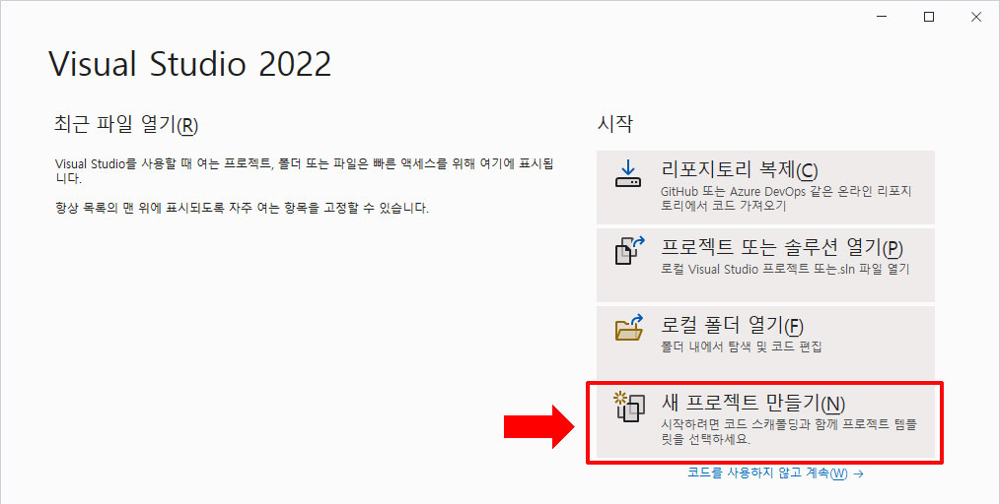 Visual Studio 2022
최근 파일 열기(R)
Visual Studio를 사용할 때 여는 프로젝트, 폴더 또는 파일은 빠른 액세스를 위해 여기에 표시됩
니다.
항상 목록의 맨 위에 표시되도록 자주 여는 항목을 고정할 수 있습니다.
시작
리포지토리 복제(C)
GitHub 또는 Azure DevOps 같은 온라인 리포지
토리에서 코드 가져오기
프로젝트 또는 솔루션 열기(P)
로컬 Visual Studio 프로젝트 또는.sln 파일 열기
로컬 폴더 열기(F)
폴더 내에서 탐색 및 코드 편집
새 프로젝트 만들기(N)
시작하려면 코드 스캐폴딩과 함께 프로젝트 템플
릿을 선택하세요.
코드를 사용하지 않고 계속(W) →